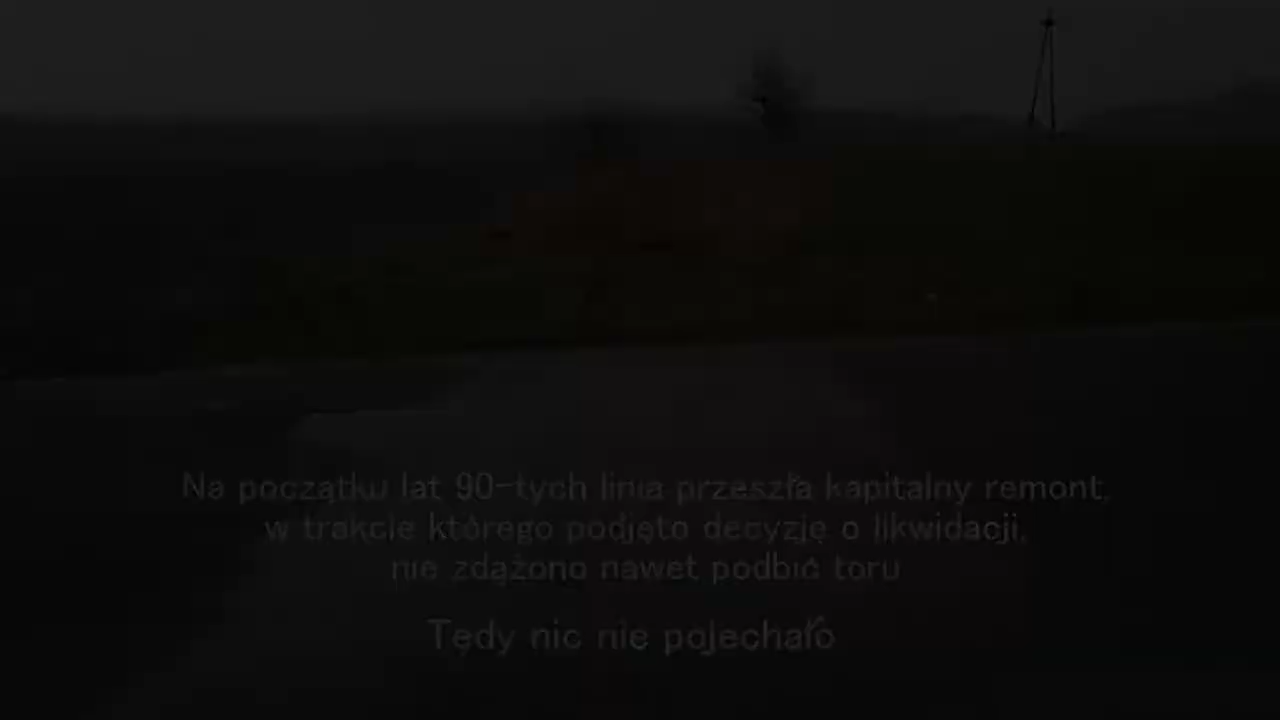 Na początku lat 90-tych linia przeszła kapitalny remont,
w trakcie którego podjęto decyzję o likwidacji,
nie zdążono nawet podbić toru
Tędy nic nie pojechało